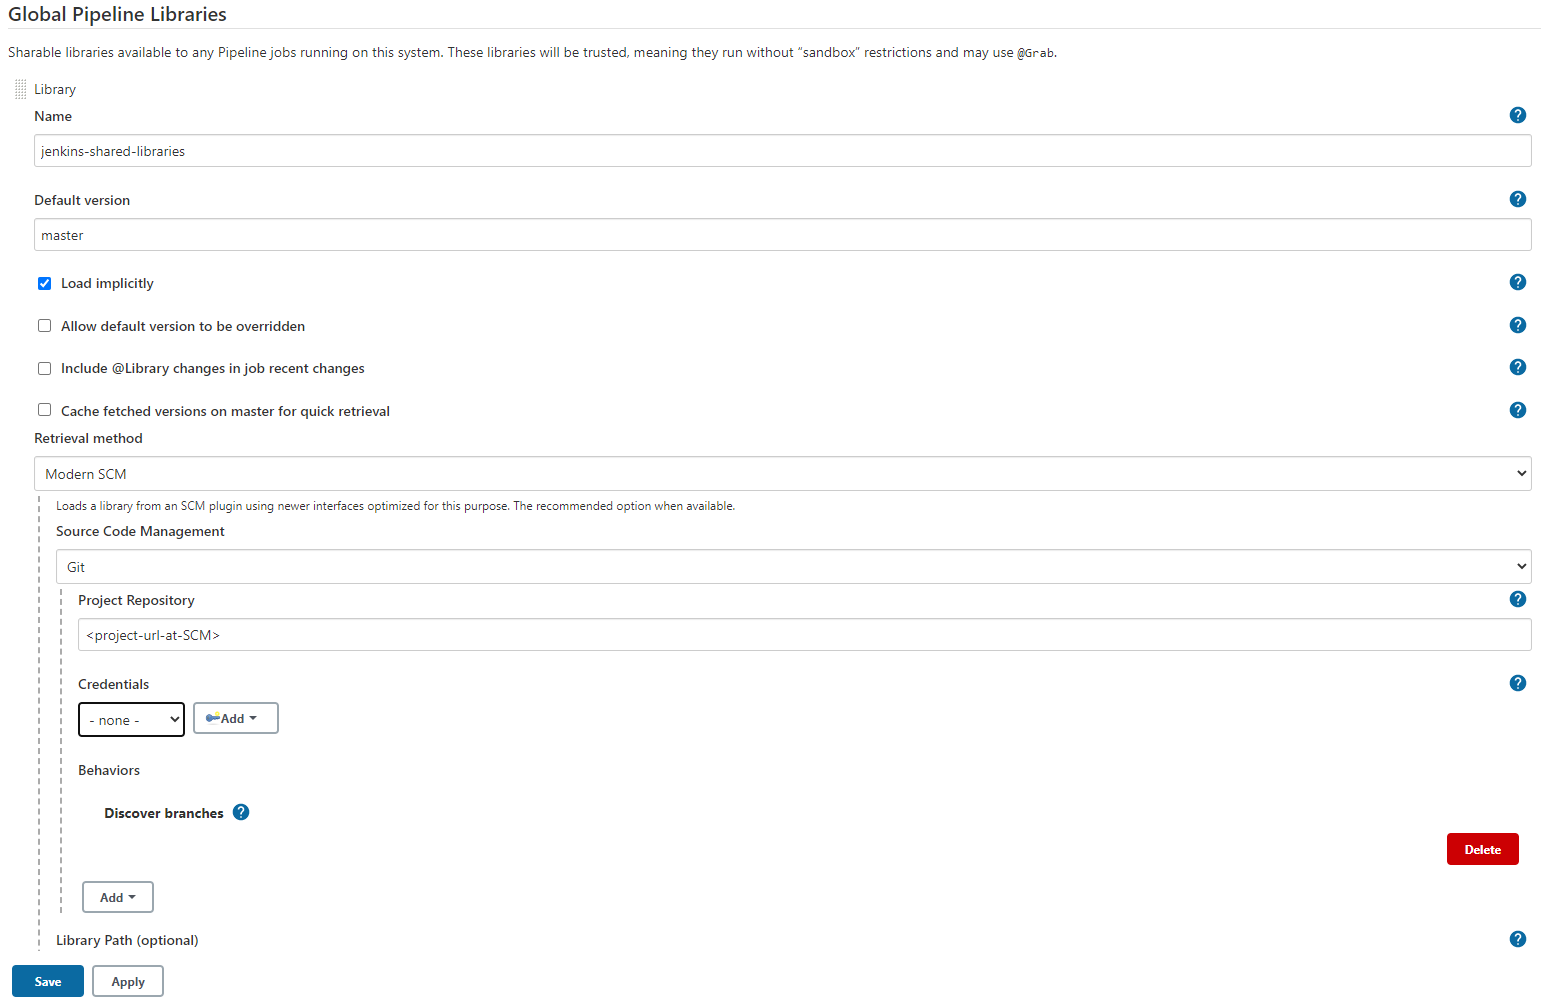 Global Pipeline Libraries
Sharable libraries available to any Pipeline jobs running on this system. These libraries will be trusted, meaning they run without “sandbox” restrictions and may use @Grab.
Library
Name
?
jenkins-shared-libraries
Default version
?
master
Load implicitly
?
Allow default version to be overridden
?
Include @Library changes in job recent changes
?
Cache fetched versions on master for quick retrieval
?
Retrieval method
Modern SCM
Loads a library from an SCM plugin using newer interfaces optimized for this purpose. The recommended option when available.
Source Code Management
Git
Project Repository
?
<project-url-at-SCM>
Credentials
?
- none -
Add
Behaviors
Discover branches ?
Delete
Add
Library Path (optional)
?
Save
Apply